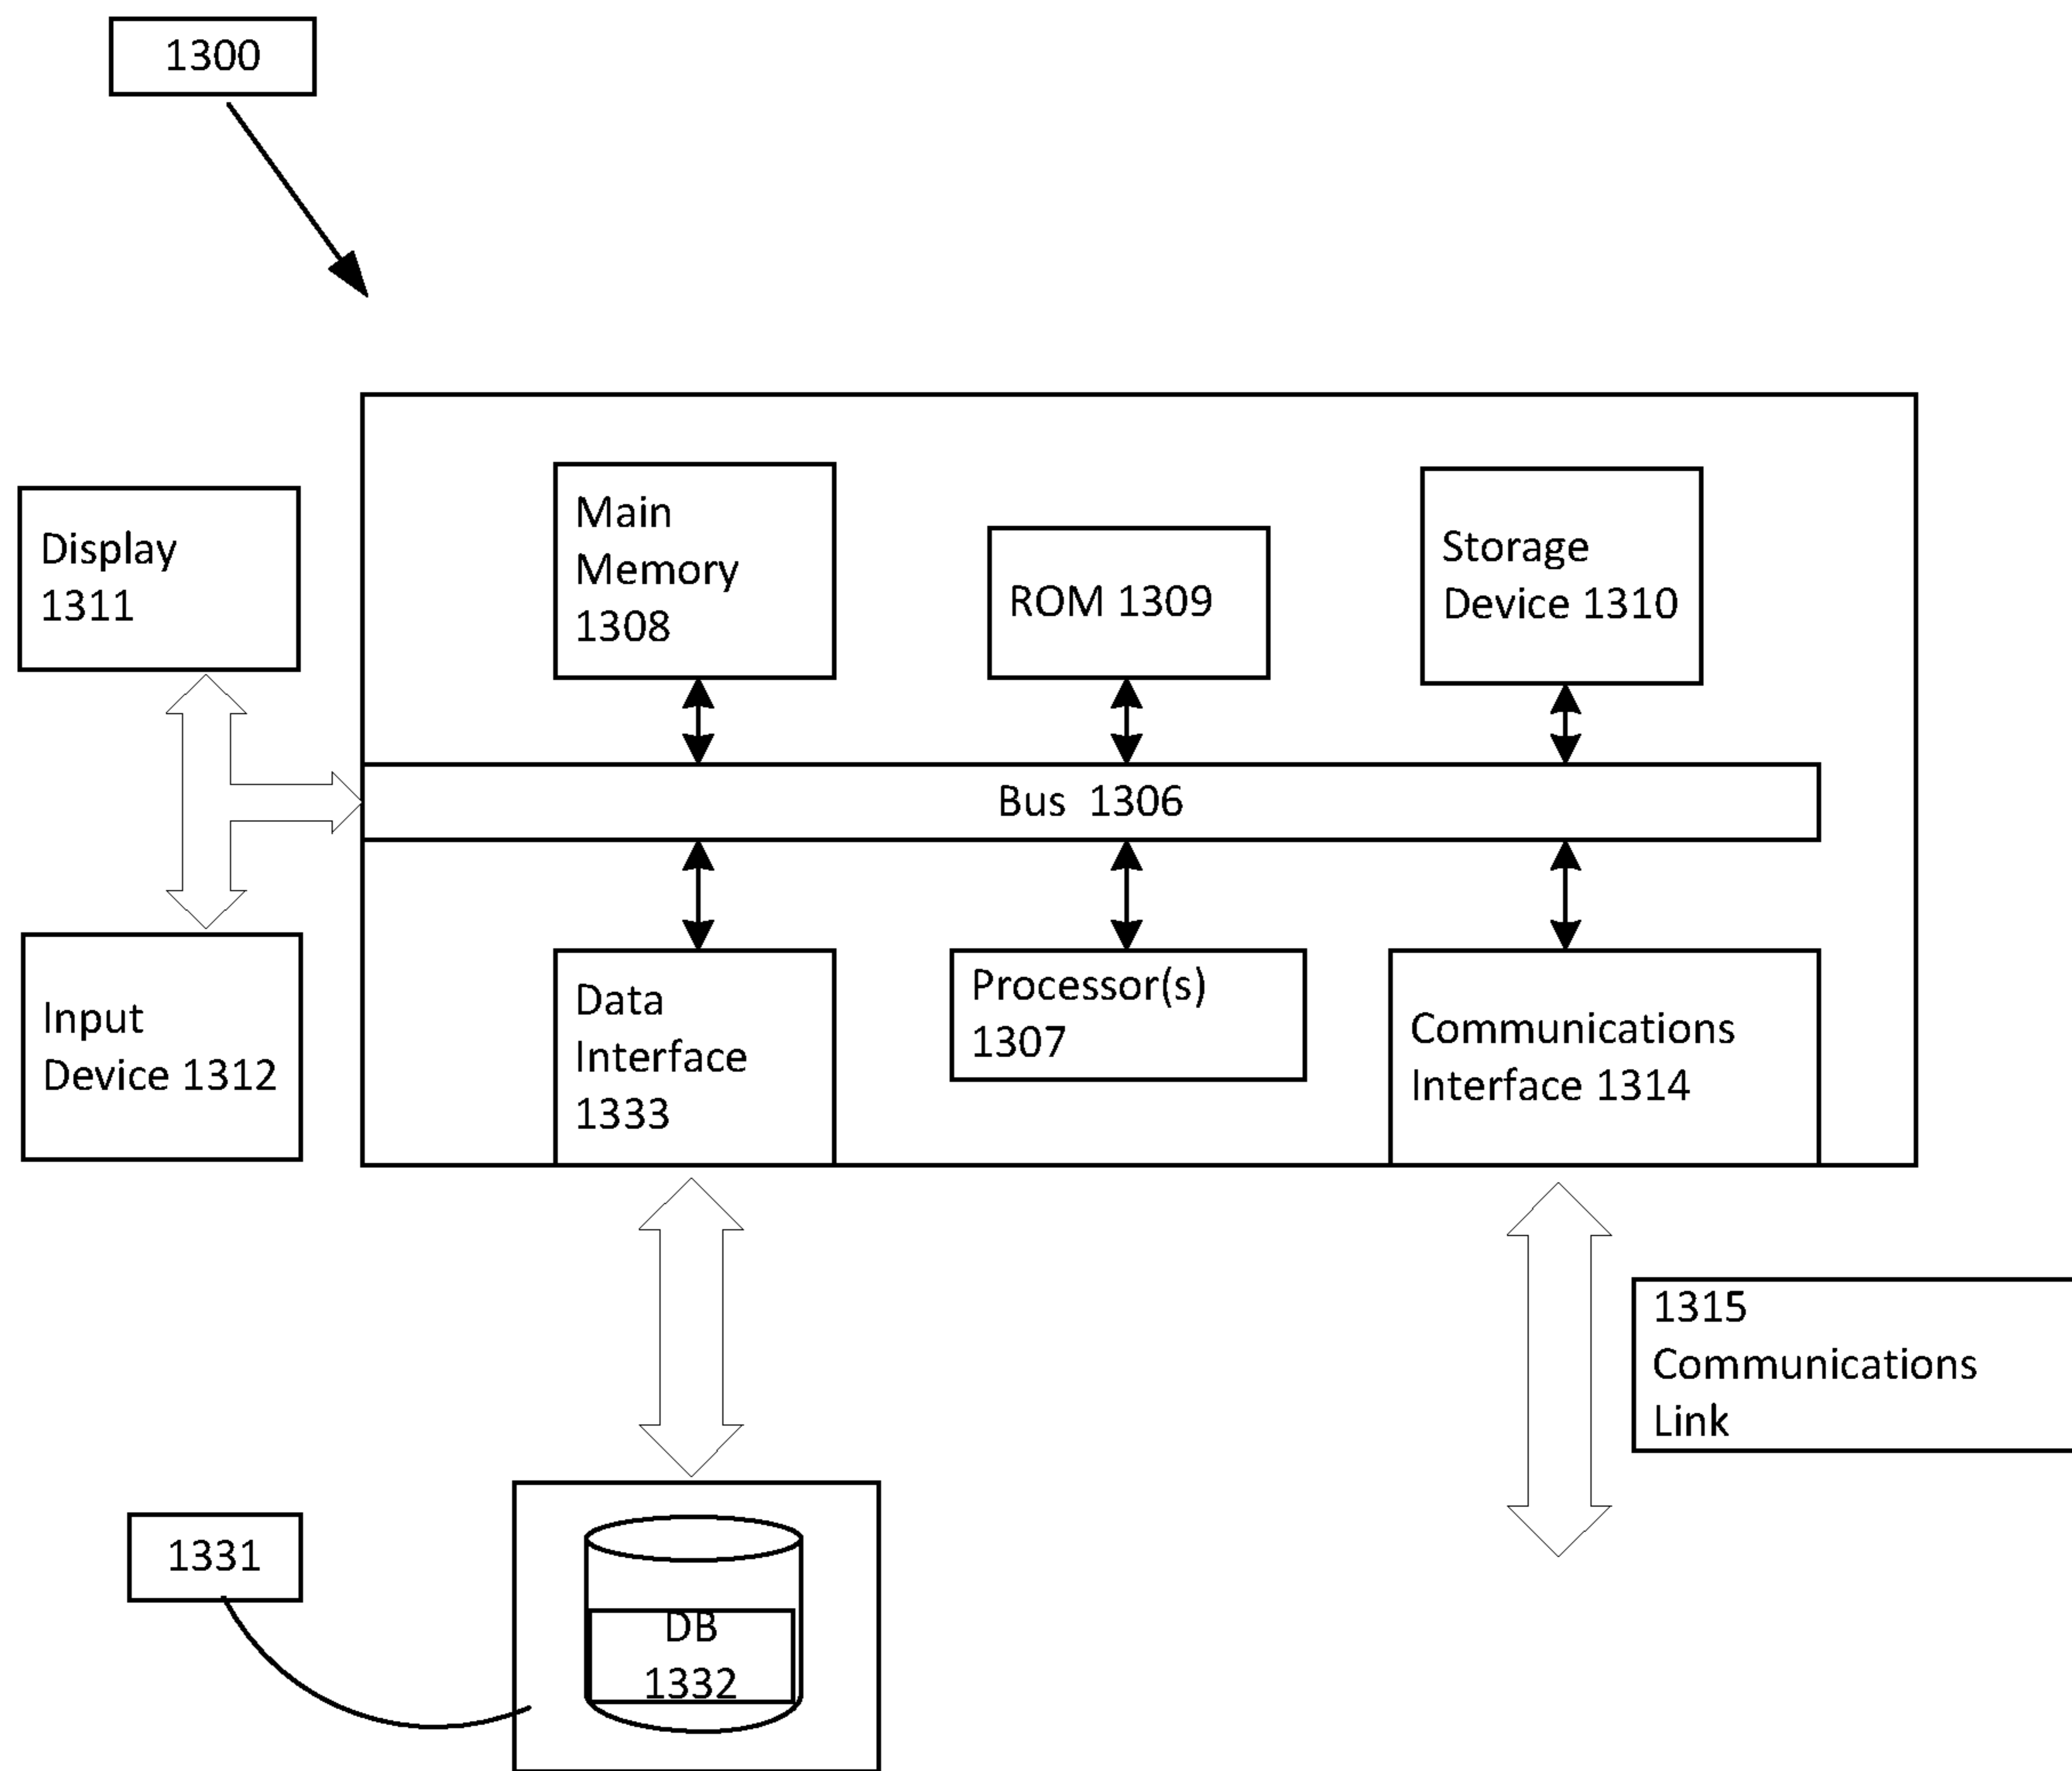 1300
Display
1311
Main
Memory
1308
ROM 1309
Storage
Device 1310
Bus 1306
Input
Device 1312
Data
Interface
1333
Processor(s)
1307
Communications
Interface 1314
1315
Communications
Link
1331
DB
1332